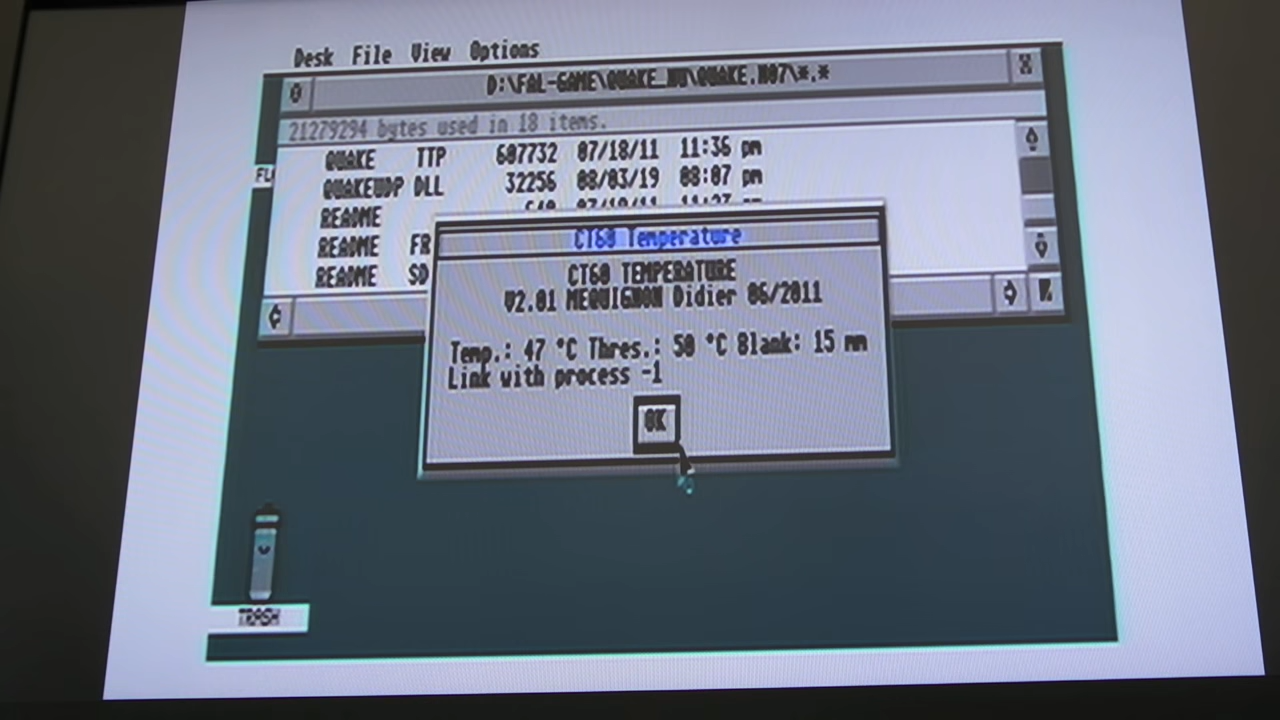 Desk File View Options
D:\FAL-GAME\QUAKE_NU\QUAKE.H07\*.*
21279294 bytes used in 18 items.
QUAKE TTP 607732 07/18/11 11:36 pm
QUAKEUDP DLL 32256 08/03/19 08:07 pm
README
README FR
README SD
CT60 Temperature
CT60 TEMPERATURE
V2.01 MEQUIGNON Didier 06/2011
Temp.: 47 °C Thres.: 50 °C Blank: 15 mn
Link with process -1
OK
TRASH